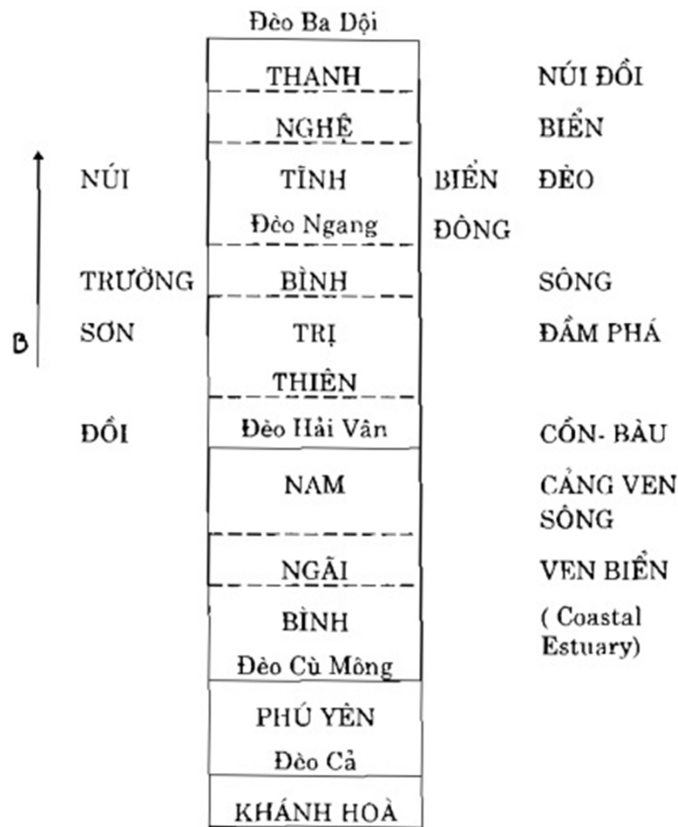 Đèo Ba Dội
THANH NÚI ĐỒI
NGHỆ BIỂN
NÚI TĨNH BIỂN ĐÈO
Đèo Ngang ĐÔNG
TRƯỜNG BÌNH SÔNG
B SƠN TRỊ ĐẦM PHÁ
THIÊN
ĐỒI Đèo Hải Vân CỒN- BÀU
NAM CẢNG VEN
SÔNG
NGÃI VEN BIỂN
BÌNH ( Coastal
Estuary)
Đèo Cù Mông
PHÚ YÊN
Đèo Cả
KHÁNH HOÀ